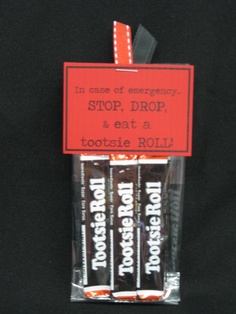 In case of emergency,
STOP, DROP,
& eat a
tootsie ROLL!
Tootsie Roll
Tootsie Roll
Tootsie Roll